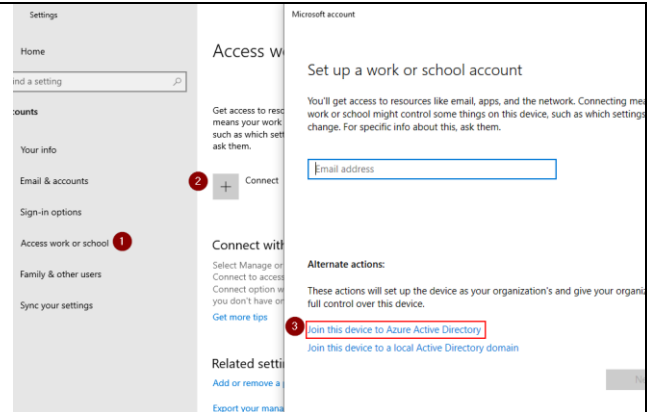 Settings
Home
ind a setting
counts
Your info
Email & accounts
Sign-in options
1
Access work or school
Family & other users
Sync your settings
Access w
Get access to reso
means your work
such as which sett
ask them.
2
+ Connect
Connect with
Select Manage or
Connect to access
Connect option w
you don't have or
Get more tips
Related setti
Add or remove a p
Export your mana
Microsoft account
Set up a work or school account
You'll get access to resources like email, apps, and the network. Connecting mea
work or school might control some things on this device, such as which settings
change. For specific info about this, ask them.
Email address
Alternate actions:
These actions will set up the device as your organization's and give your organiz
full control over this device.
3
Join this device to Azure Active Directory
Join this device to a local Active Directory domain
Ne